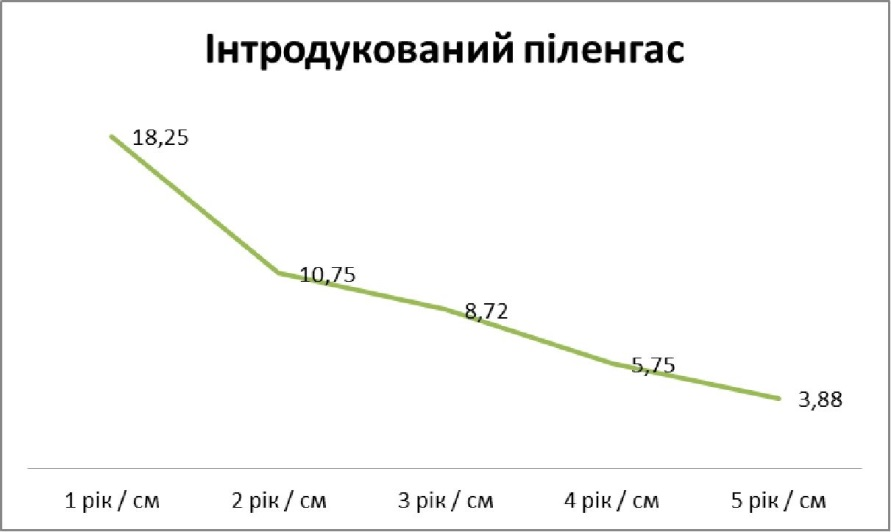 Інтродукований піленгас
18,25
10,75
8,72
5,75
3,88
1 рік / см
2 рік / см
3 рік / см
4 рік / см
5 рік / см